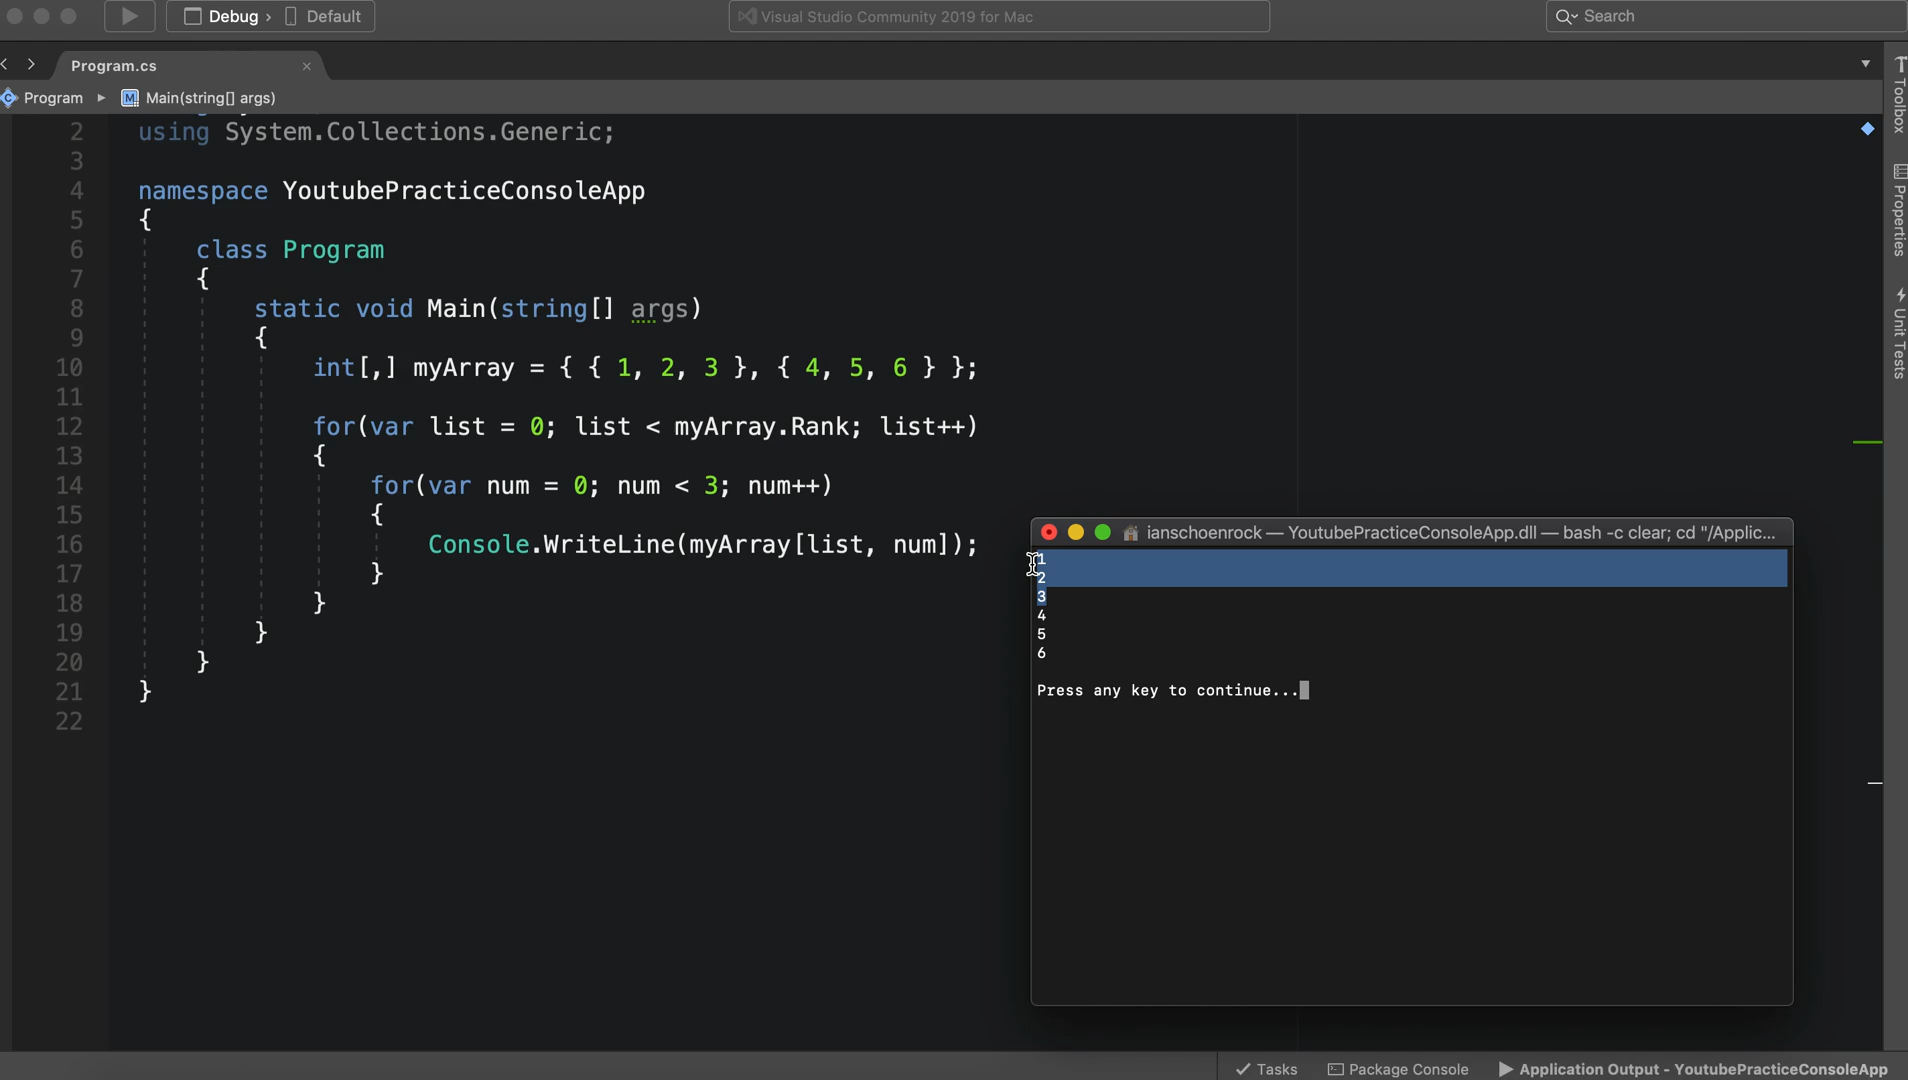 Debug › Default
Visual Studio Community 2019 for Mac
Search
Program.cs
Program ▸ Main(string[] args)
2 using System.Collections.Generic;
3
4 namespace YoutubePracticeConsoleApp
5 {
6 class Program
7 {
8 static void Main(string[] args)
9 {
10 int[,] myArray = { { 1, 2, 3 }, { 4, 5, 6 } };
11
12 for(var list = 0; list < myArray.Rank; list++)
13 {
14 for(var num = 0; num < 3; num++)
15 {
16 Console.WriteLine(myArray[list, num]);
17 }
18 }
19 }
20 }
21 }
22
ianschoenrock — YoutubePracticeConsoleApp.dll — bash -c clear; cd "/Applic...
1
2
3
4
5
6
Press any key to continue...
Toolbox
Properties
Unit Tests
Tasks
Package Console
Application Output - YoutubePracticeConsoleApp